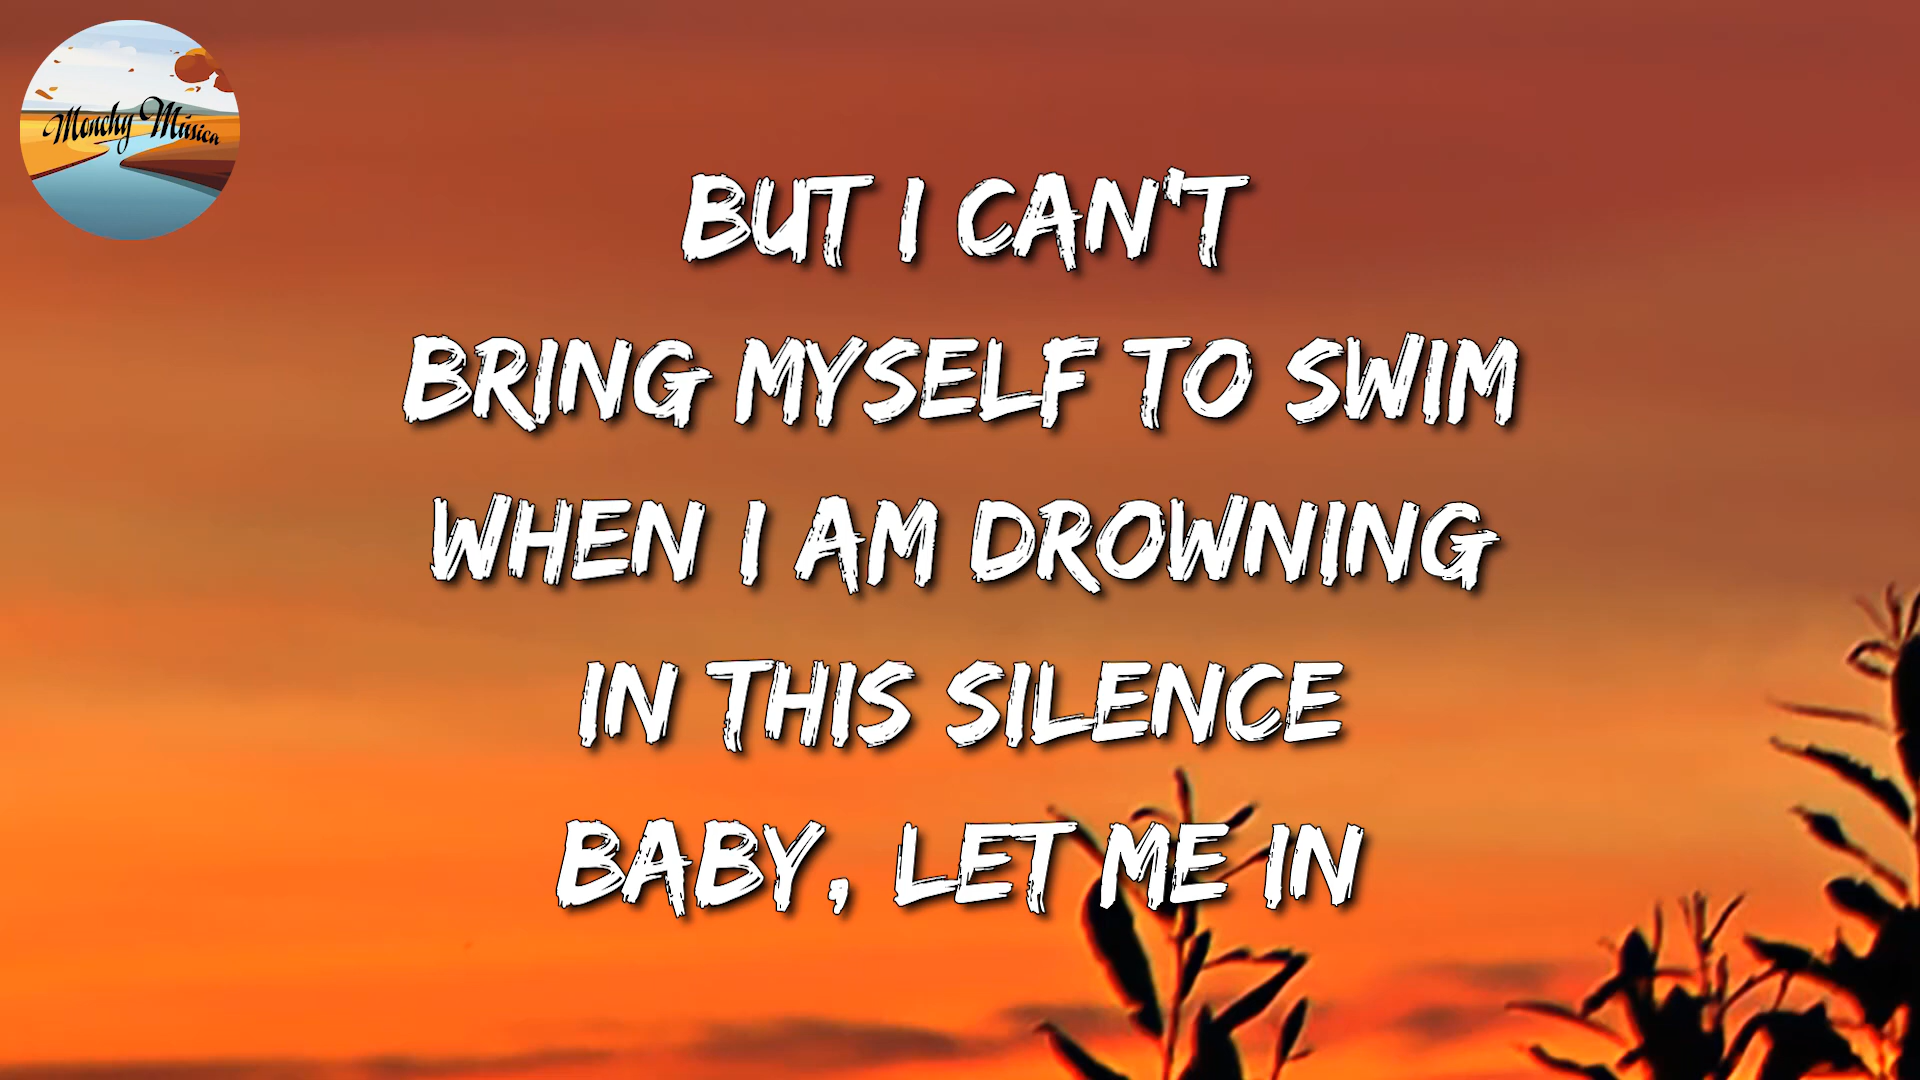 Monchy Música
BUT I CAN'T
BRING MYSELF TO SWIM
WHEN I AM DROWNING
IN THIS SILENCE
BABY, LET ME IN